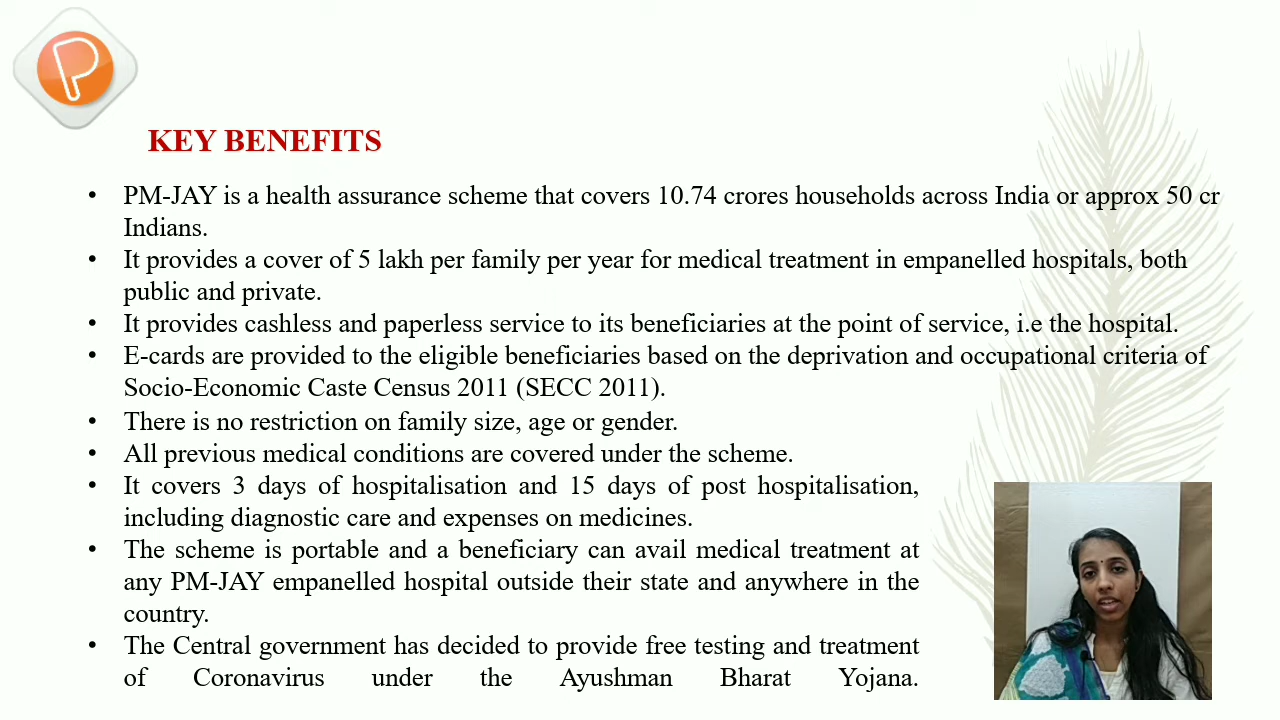 P
KEY BENEFITS
• PM-JAY is a health assurance scheme that covers 10.74 crores households across India or approx 50 cr
Indians.
• It provides a cover of 5 lakh per family per year for medical treatment in empanelled hospitals, both
public and private.
• It provides cashless and paperless service to its beneficiaries at the point of service, i.e the hospital.
• E-cards are provided to the eligible beneficiaries based on the deprivation and occupational criteria of
Socio-Economic Caste Census 2011 (SECC 2011).
• There is no restriction on family size, age or gender.
• All previous medical conditions are covered under the scheme.
• It covers 3 days of hospitalisation and 15 days of post hospitalisation,
including diagnostic care and expenses on medicines.
• The scheme is portable and a beneficiary can avail medical treatment at
any PM-JAY empanelled hospital outside their state and anywhere in the
country.
• The Central government has decided to provide free testing and treatment
of Coronavirus under the Ayushman Bharat Yojana.